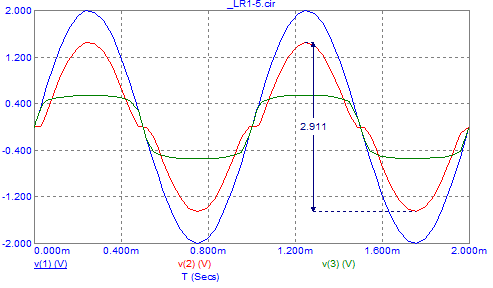 _LR1-5.cir
2.000
1.200
0.400
-0.400
-1.200
-2.000
2.911
0.000m 0.400m 0.800m 1.200m 1.600m 2.000m
v(1) (V) v(2) (V) v(3) (V)
T (Secs)